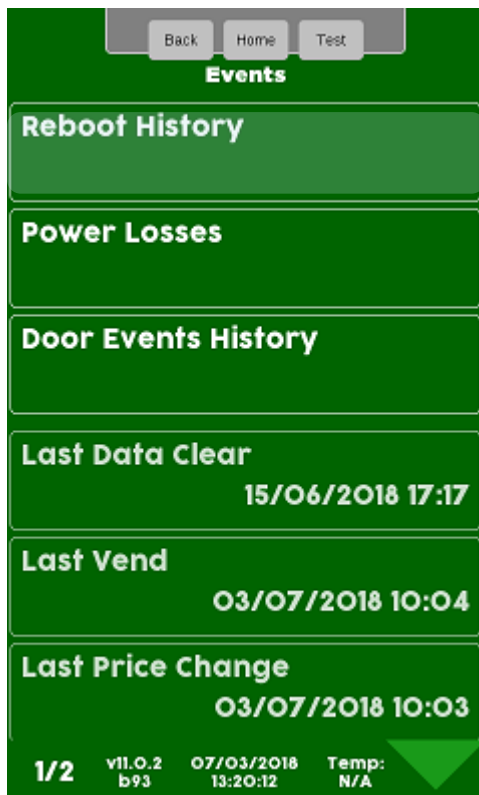 Back Home Test
Events
Reboot History
Power Losses
Door Events History
Last Data Clear
15/06/2018 17:17
Last Vend
03/07/2018 10:04
Last Price Change
03/07/2018 10:03
1/2 v11.0.2 07/03/2018 Temp:
b93 13:20:12 N/A